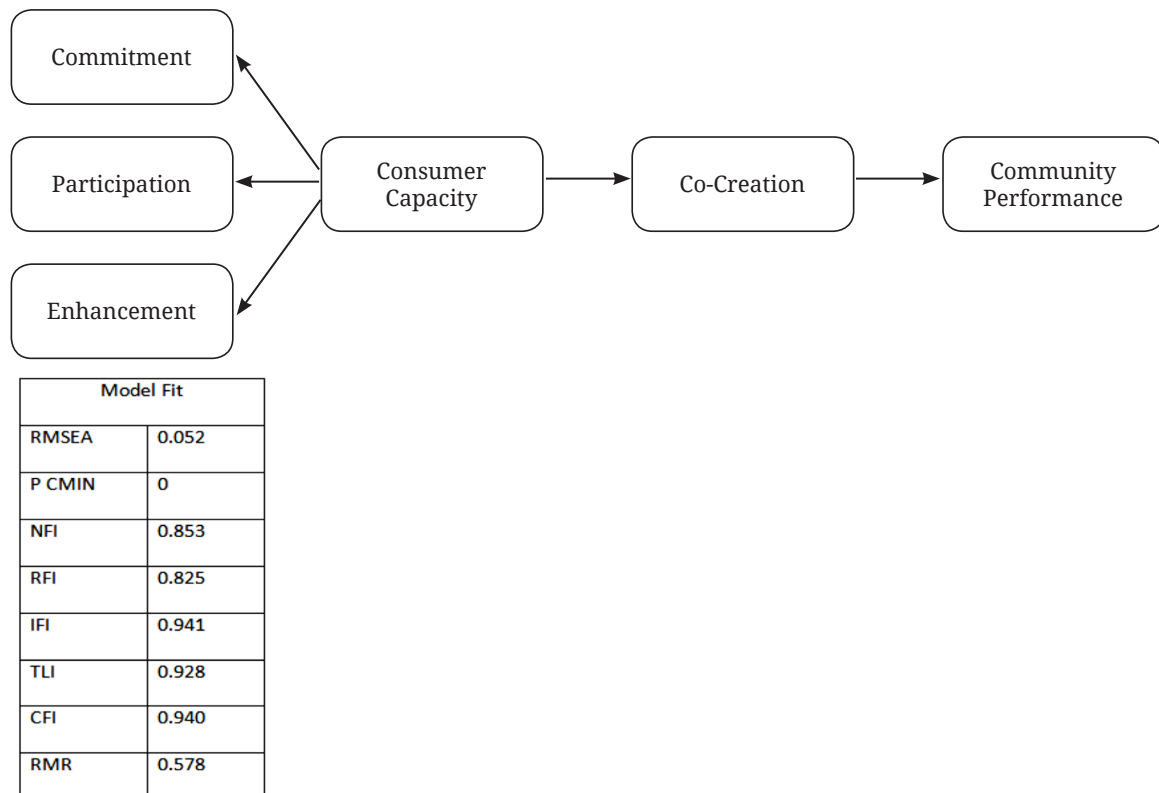 Commitment
Participation
Enhancement
Consumer
Capacity
Co-Creation
Community
Performance
Model Fit
RMSEA 0.052
P CMIN 0
NFI 0.853
RFI 0.825
IFI 0.941
TLI 0.928
CFI 0.940
RMR 0.578